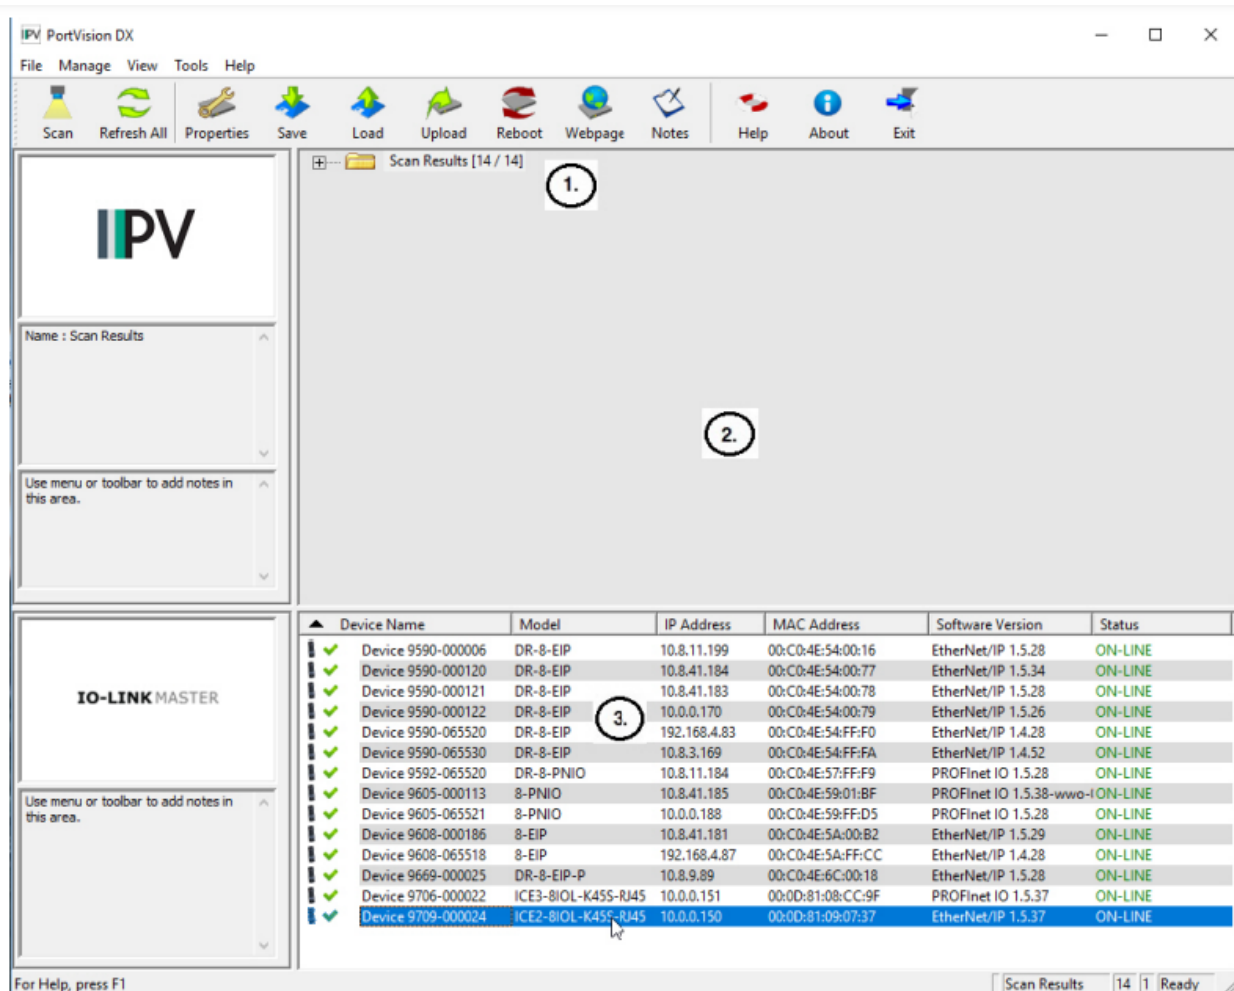 IPV PortVision DX
File Manage View Tools Help
Scan Refresh All Properties Save Load Upload Reboot Webpage Notes Help About Exit
Scan Results [14 / 14]
1.
PV
Name : Scan Results
2.
Use menu or toolbar to add notes in
this area.
Device Name Model IP Address MAC Address Software Version Status
Device 9590-000006 DR-8-EIP 10.8.11.199 00:C0:4E:54:00:16 EtherNet/IP 1.5.28 ON-LINE
Device 9590-000120 DR-8-EIP 10.8.41.184 00:C0:4E:54:00:77 EtherNet/IP 1.5.34 ON-LINE
Device 9590-000121 DR-8-EIP 10.8.41.183 00:C0:4E:54:00:78 EtherNet/IP 1.5.28 ON-LINE
Device 9590-000122 DR-8-EIP 10.0.0.170 00:C0:4E:54:00:79 EtherNet/IP 1.5.26 ON-LINE
3.
Device 9590-065520 DR-8-EIP 192.168.4.83 00:C0:4E:54:FF:F0 EtherNet/IP 1.4.28 ON-LINE
Device 9590-065530 DR-8-EIP 10.8.3.169 00:C0:4E:54:FF:FA EtherNet/IP 1.4.52 ON-LINE
Device 9592-065520 DR-8-PNIO 10.8.11.184 00:C0:4E:57:FF:F9 PROFInet IO 1.5.28 ON-LINE
Device 9605-000113 8-PNIO 10.8.41.185 00:C0:4E:59:01:BF PROFInet IO 1.5.38-wwo- ON-LINE
Device 9605-065521 8-PNIO 10.0.0.188 00:C0:4E:59:FF:D5 PROFInet IO 1.5.28 ON-LINE
Device 9608-000186 8-EIP 10.8.41.181 00:C0:4E:5A:00:B2 EtherNet/IP 1.5.29 ON-LINE
Device 9608-065518 8-EIP 192.168.4.87 00:C0:4E:5A:FF:CC EtherNet/IP 1.4.28 ON-LINE
Device 9669-000025 DR-8-EIP-P 10.8.9.89 00:C0:4E:6C:00:18 EtherNet/IP 1.5.28 ON-LINE
Device 9706-000022 ICE3-8IOL-K45S-RJ45 10.0.0.151 00:0D:81:08:CC:9F PROFInet IO 1.5.37 ON-LINE
Device 9709-000024 ICE2-8IOL-K45S-RJ45 10.0.0.150 00:0D:81:09:07:37 EtherNet/IP 1.5.37 ON-LINE
IO-LINK MASTER
Use menu or toolbar to add notes in
this area.
For Help, press F1
Scan Results 14 1 Ready